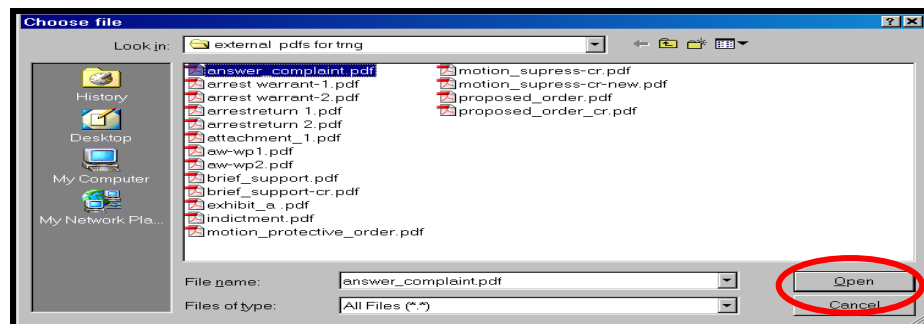 Choose file
Look in: external pdfs for trng
History
Desktop
My Computer
My Network Pla...
answer_complaint.pdf
arrest warrant-1.pdf
arrest warrant-2.pdf
arrestreturn 1.pdf
arrestreturn 2.pdf
attachment_1.pdf
aw-wp1.pdf
aw-wp2.pdf
brief_support.pdf
brief_support-cr.pdf
exhibit_a .pdf
indictment.pdf
motion_protective_order.pdf
motion_supress-cr.pdf
motion_supress-cr-new.pdf
proposed_order.pdf
proposed_order_cr.pdf
File name: answer_complaint.pdf Open
Files of type: All Files (*.*) Cancel